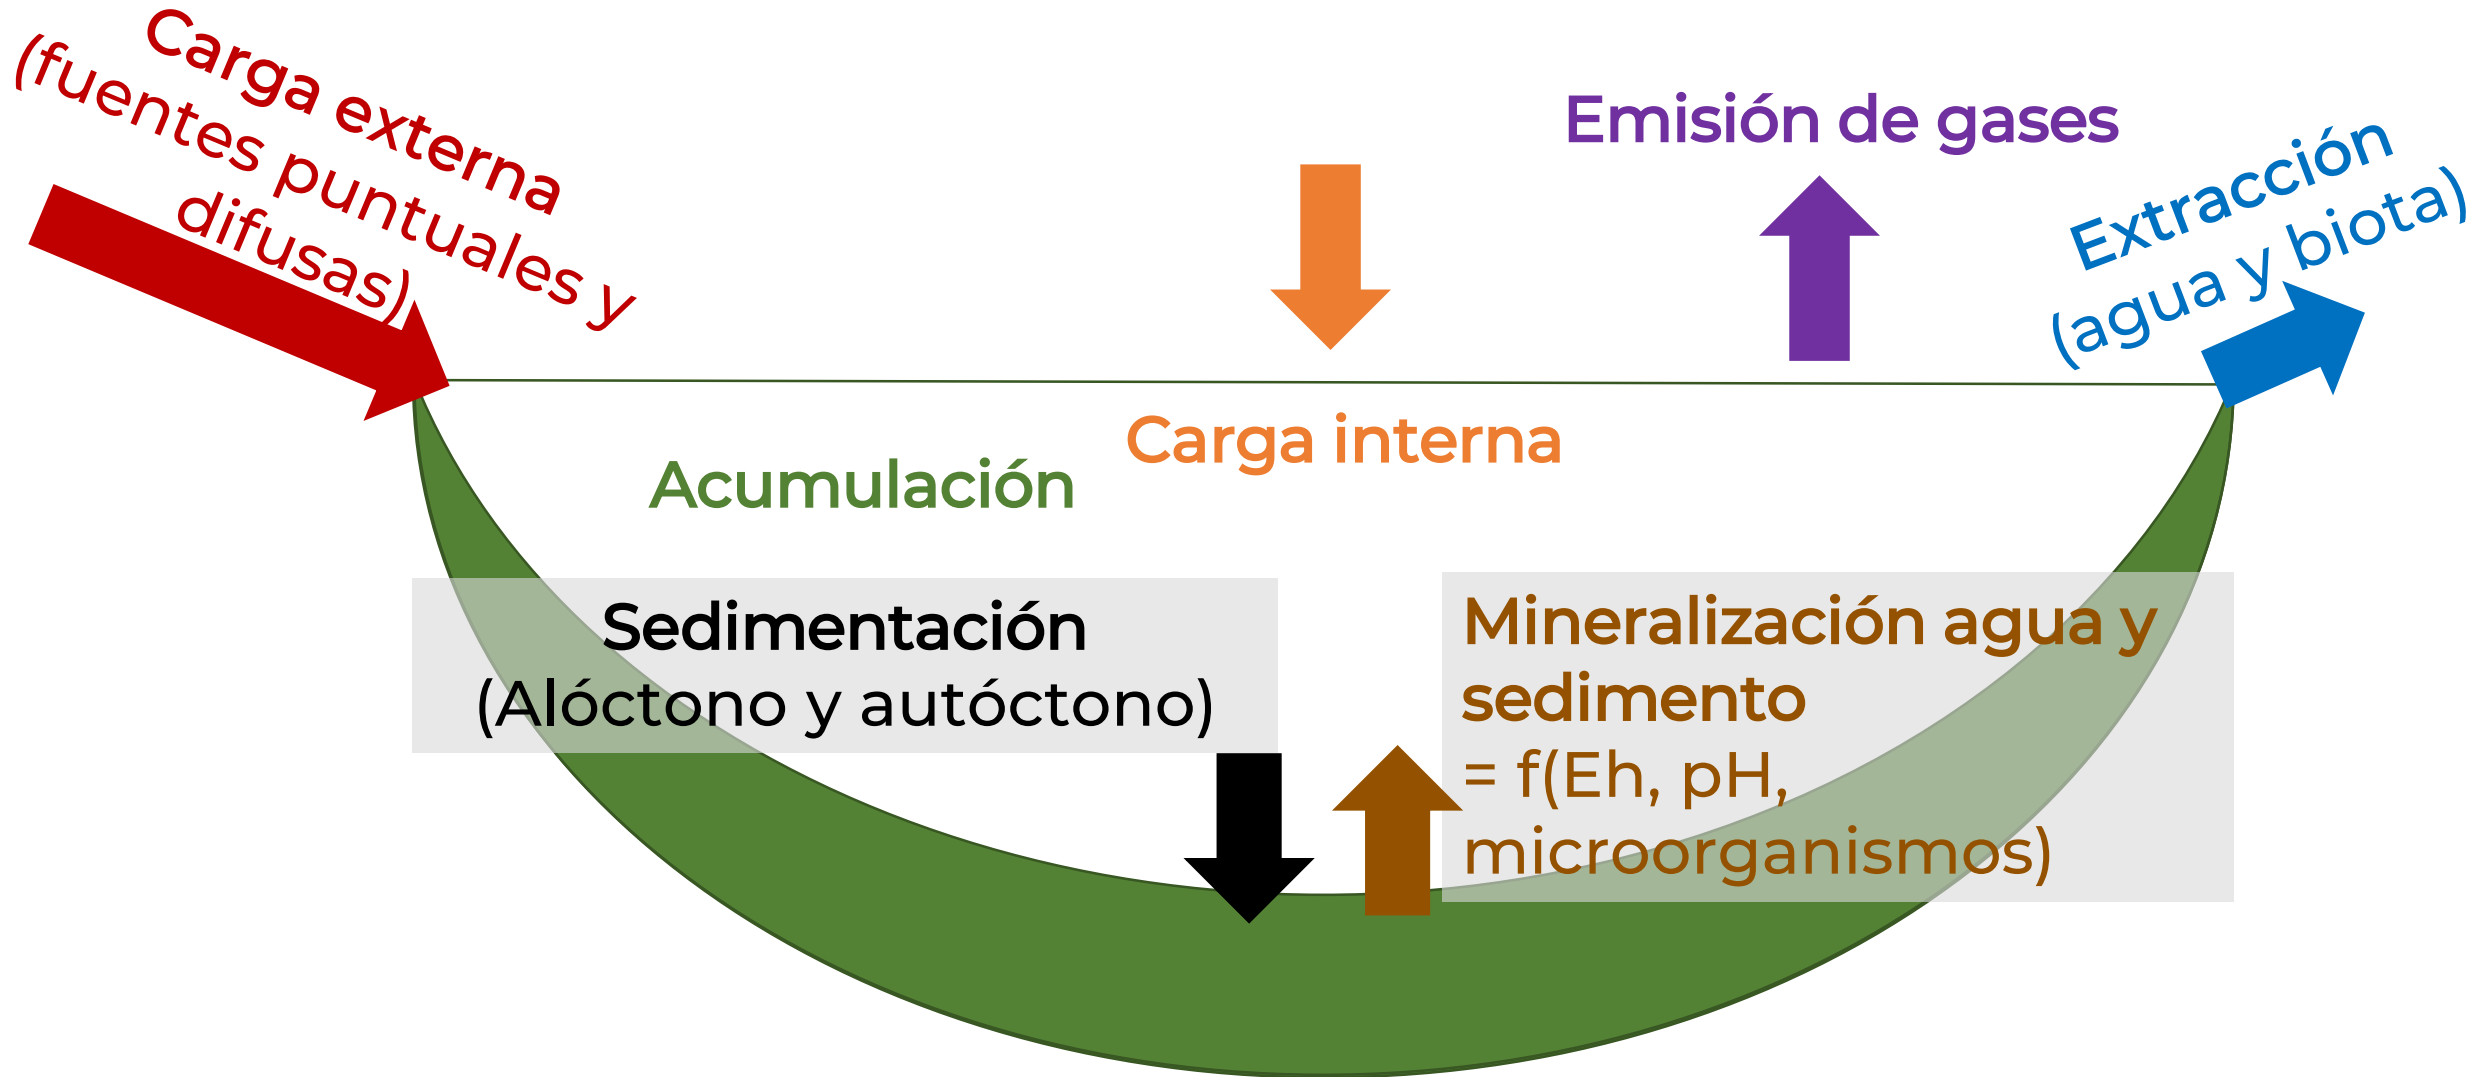 Carga externa
(fuentes puntuales y
difusas)
Emisión de gases
Extracción
(agua y biota)
Carga interna
Acumulación
Sedimentación
(Alóctono y autóctono)
Mineralización agua y
sedimento
= f(Eh, pH,
microorganismos)